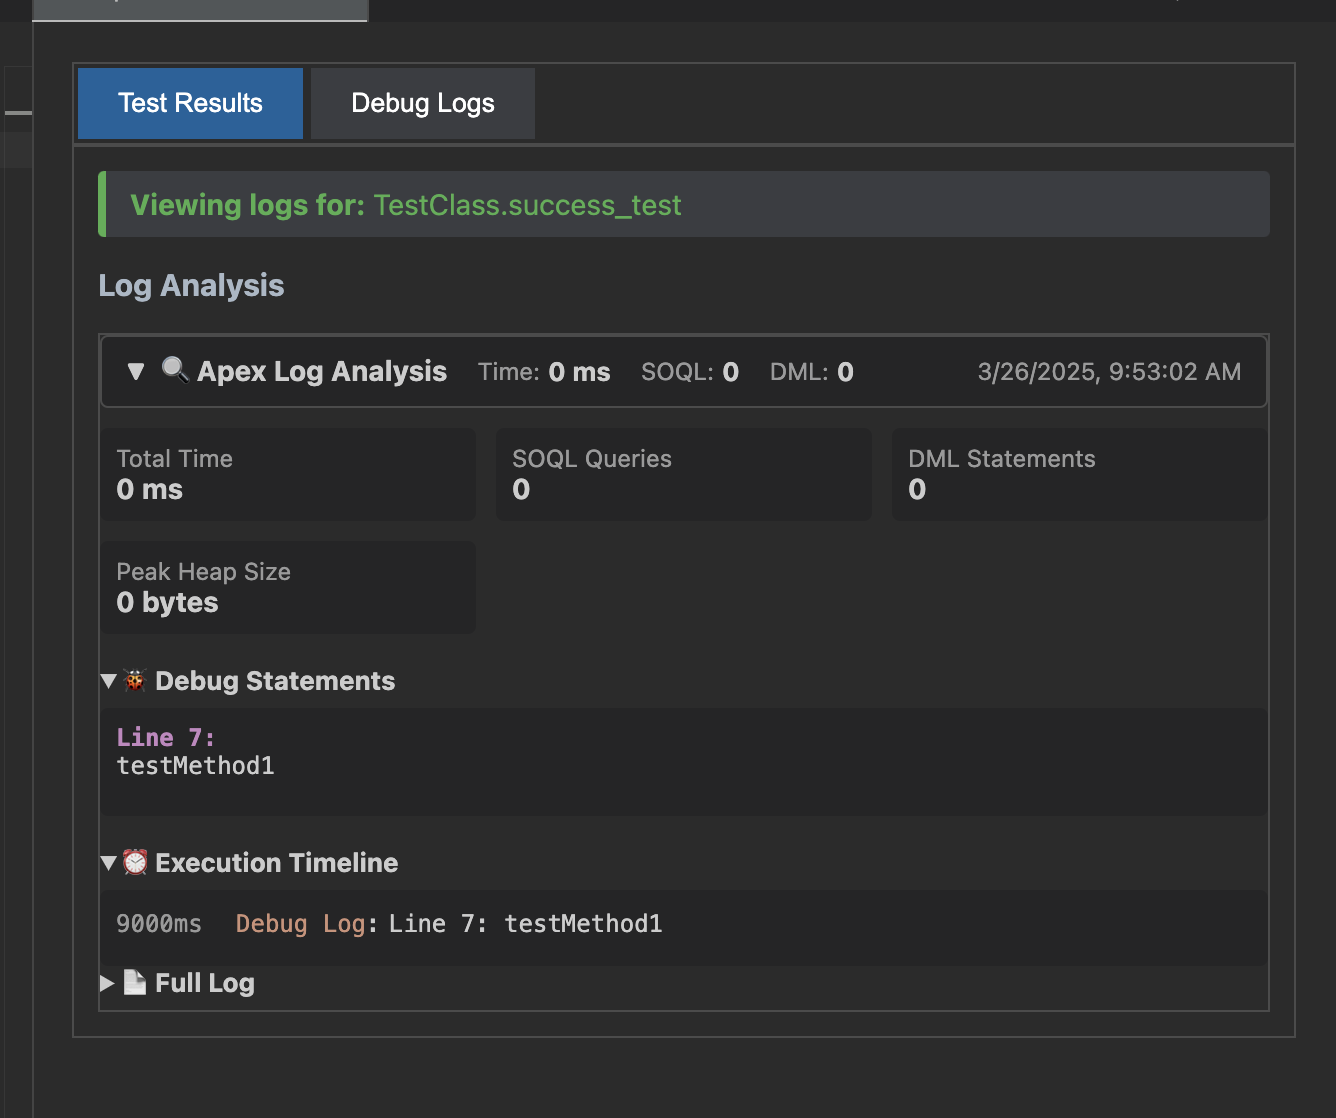 Test Results
Debug Logs
Viewing logs for: TestClass.success_test
Log Analysis
Apex Log Analysis Time: 0 ms SOQL: 0 DML: 0 3/26/2025, 9:53:02 AM
Total Time
0 ms
SOQL Queries
0
DML Statements
0
Peak Heap Size
0 bytes
Debug Statements
Line 7:
testMethod1
Execution Timeline
9000ms Debug Log: Line 7: testMethod1
Full Log